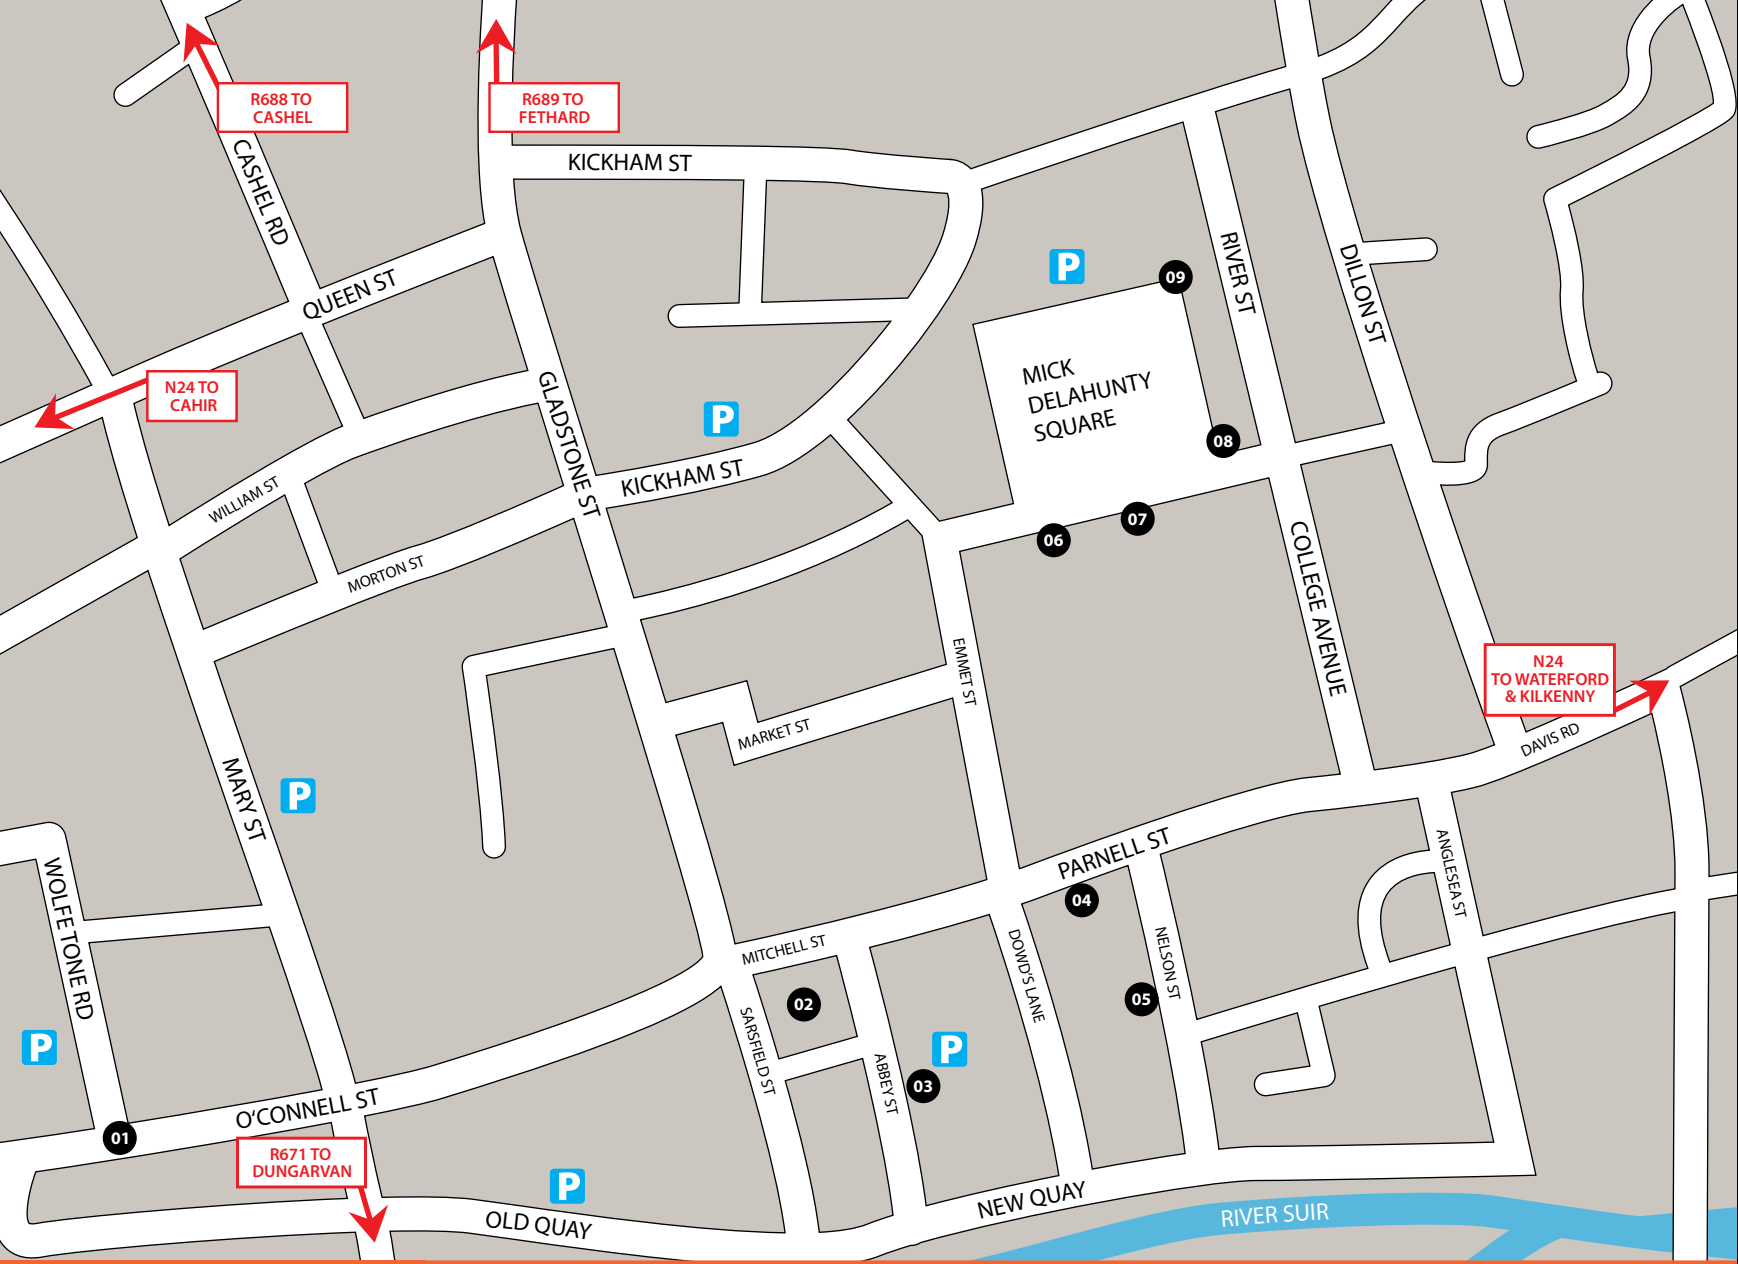 R688 TO
CASHEL
R689 TO
FETHARD
CASHEL RD
KICKHAM ST
QUEEN ST
P
09
RIVER ST
DILLON ST
N24 TO
CAHIR
GLADSTONE ST
P
MICK
DELAHUNTY
SQUARE
08
KICKHAM ST
WILLIAM ST
MORTON ST
07
06
COLLEGE AVENUE
EMMET ST
N24
TO WATERFORD
& KILKENNY
MARKET ST
DAVIS RD
MARY ST
P
PARNELL ST
ANGLESEA ST
04
WOLFE TONE RD
MITCHELL ST
DOWD'S LANE
NELSON ST
02
05
P
SARSFIELD ST
P
ABBEY ST
03
O‘CONNELL ST
01
R671 TO
DUNGARVAN
P
OLD QUAY
NEW QUAY
RIVER SUIR